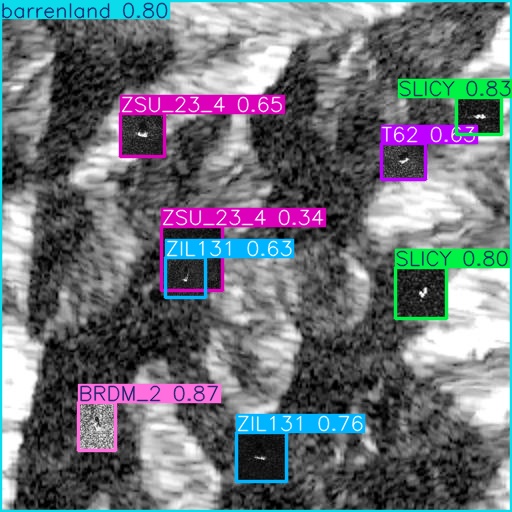 barrenland 0.80
SLICY 0.83
ZSU_23_4 0.65
T62 0.63
ZSU_23_4 0.34
ZIL131 0.63
SLICY 0.80
BRDM_2 0.87
ZIL131 0.76